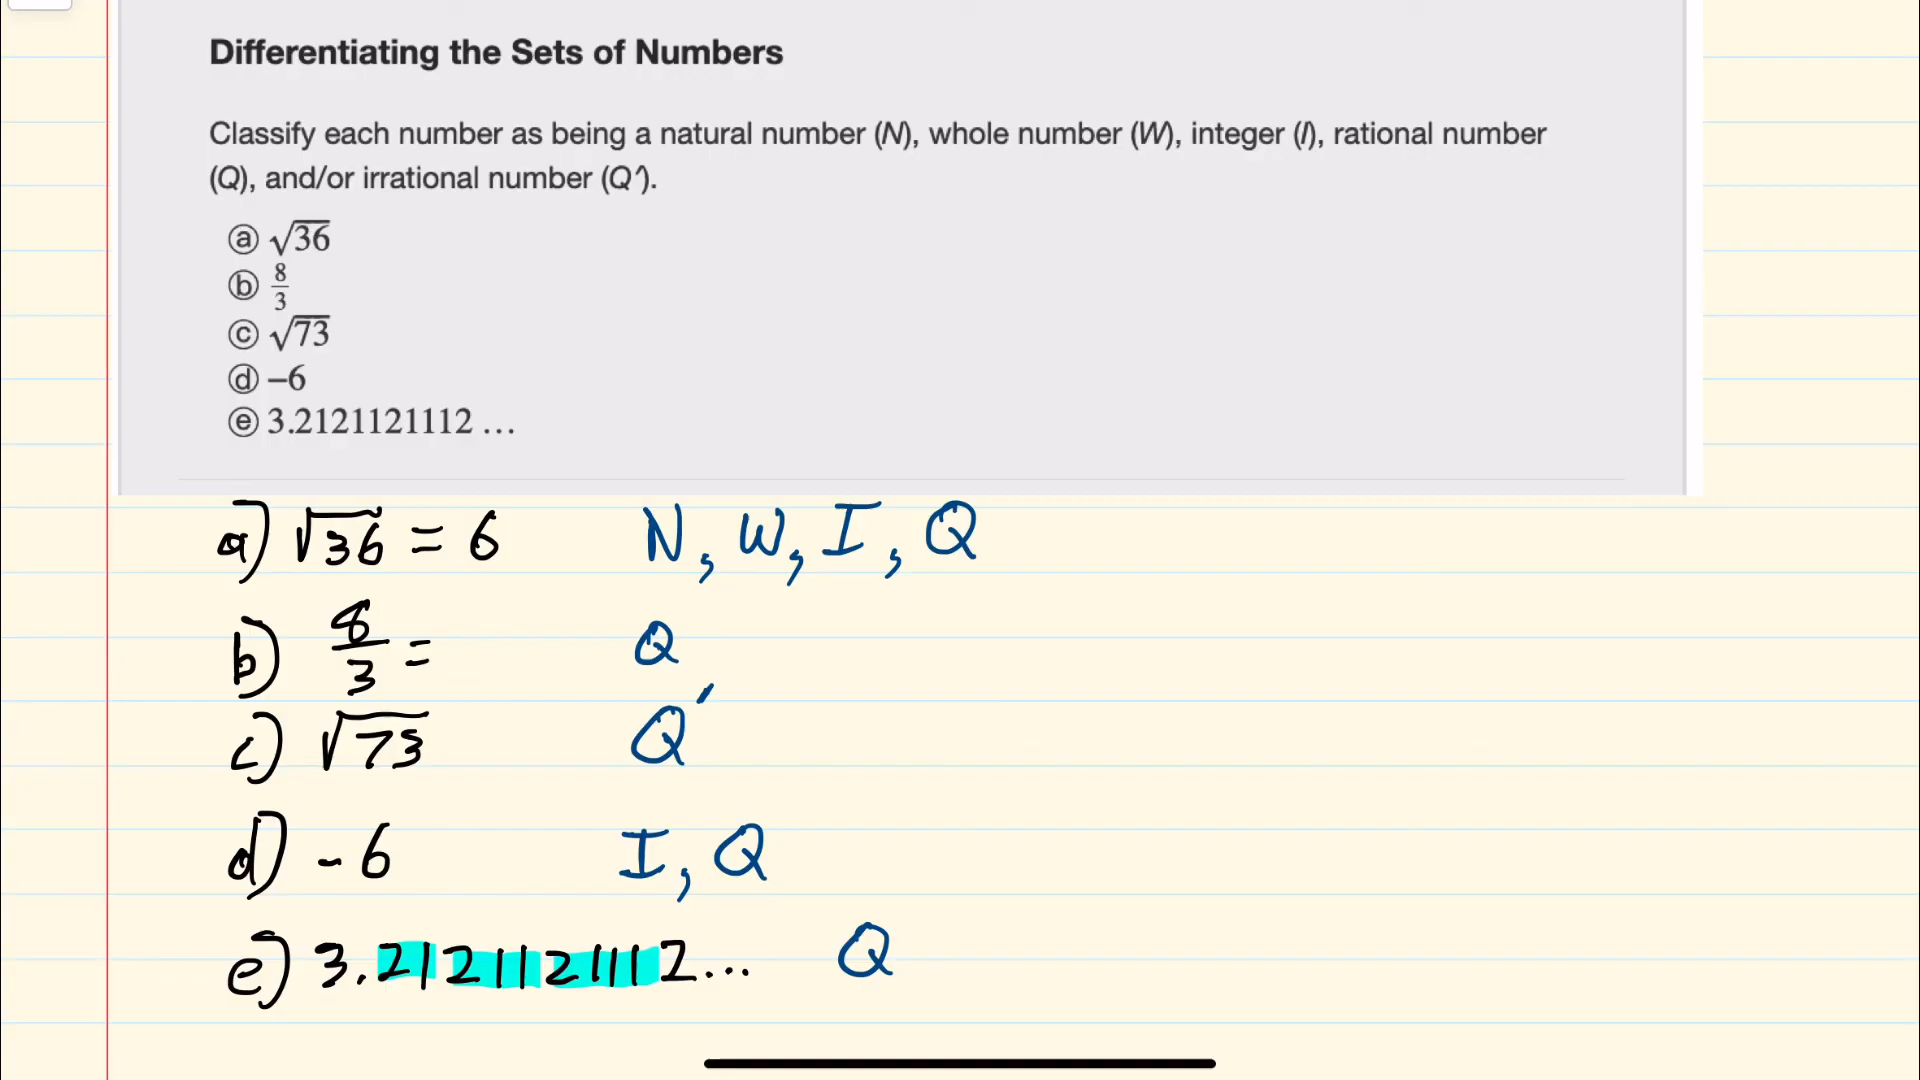 Differentiating the Sets of Numbers
Classify each number as being a natural number (N), whole number (W), integer (I), rational number
(Q), and/or irrational number (Q′).
ⓐ √36
ⓑ 8/3
ⓒ √73
ⓓ −6
ⓔ 3.2121121112 …
a) √36 = 6 N, W, I, Q
b) 8/3 = Q
c) √73 Q′
d) -6 I, Q
e) 3.2121121112... Q